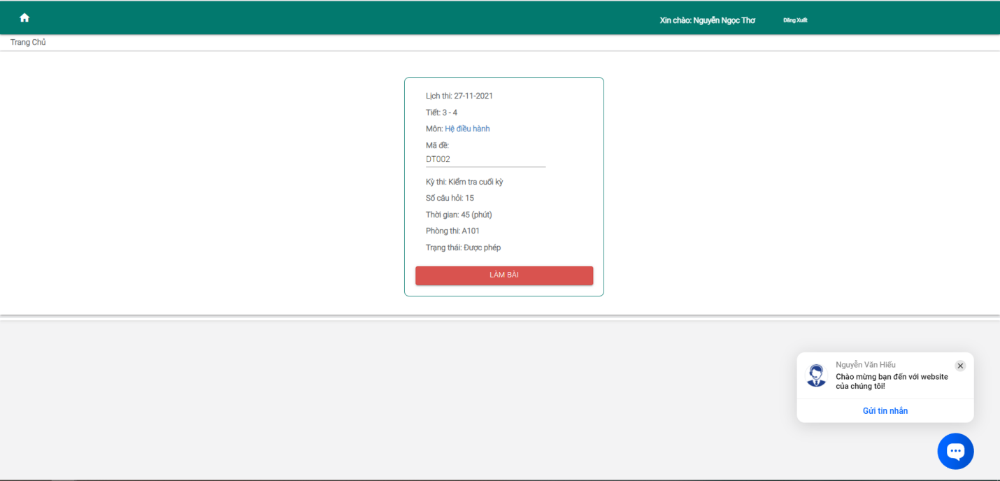 Xin chào: Nguyễn Ngọc Thơ
Đăng Xuất
Trang Chủ
Lịch thi: 27-11-2021
Tiết: 3 - 4
Môn: Hệ điều hành
Mã đề:
DT002
Kỳ thi: Kiểm tra cuối kỳ
Số câu hỏi: 15
Thời gian: 45 (phút)
Phòng thi: A101
Trạng thái: Được phép
LÀM BÀI
Nguyễn Văn Hiếu
Chào mừng bạn đến với website
của chúng tôi!
Gửi tin nhắn